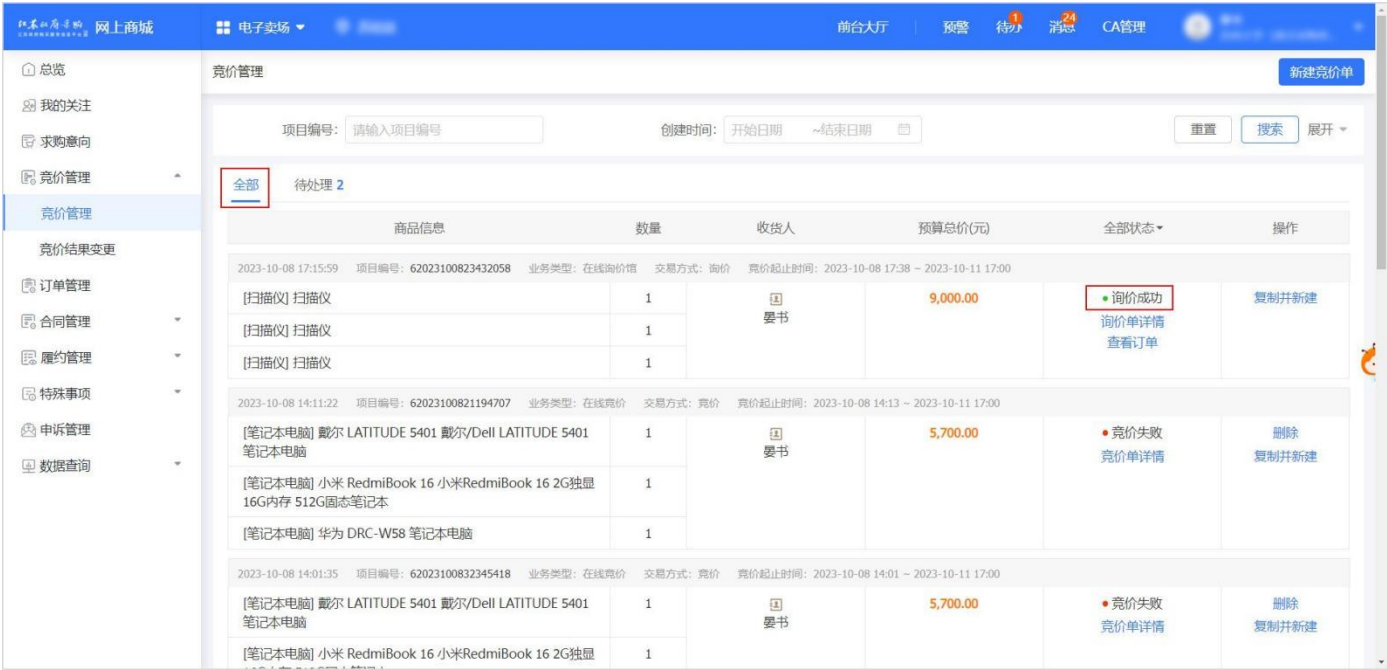 网上商城
电子卖场
前台大厅
预警
待办
1
消息
24
CA管理
总览
我的关注
求购意向
竞价管理
竞价管理
竞价结果变更
订单管理
合同管理
履约管理
特殊事项
申诉管理
数据查询
竞价管理
新建竞价单
项目编号: 请输入项目编号
创建时间: 开始日期 ~结束日期
重置
搜索
展开
全部
待处理 2
商品信息 数量 收货人 预算总价(元) 全部状态 操作
2023-10-08 17:15:59 项目编号: 62023100823432058 业务类型: 在线询价馆 交易方式: 询价 竞价起止时间: 2023-10-08 17:38 ~ 2023-10-11 17:00
[扫描仪] 扫描仪 1
[扫描仪] 扫描仪 1
[扫描仪] 扫描仪 1
晏书
9,000.00
询价成功
询价单详情
查看订单
复制并新建
2023-10-08 14:11:22 项目编号: 62023100821194707 业务类型: 在线竞价 交易方式: 竞价 竞价起止时间: 2023-10-08 14:13 ~ 2023-10-11 17:00
[笔记本电脑] 戴尔 LATITUDE 5401 戴尔/Dell LATITUDE 5401
笔记本电脑
1
[笔记本电脑] 小米 RedmiBook 16 小米RedmiBook 16 2G独显
16G内存 512G固态笔记本
1
[笔记本电脑] 华为 DRC-W58 笔记本电脑 1
晏书
5,700.00
竞价失败
竞价单详情
删除
复制并新建
2023-10-08 14:01:35 项目编号: 62023100832345418 业务类型: 在线竞价 交易方式: 竞价 竞价起止时间: 2023-10-08 14:01 ~ 2023-10-11 17:00
[笔记本电脑] 戴尔 LATITUDE 5401 戴尔/Dell LATITUDE 5401
笔记本电脑
1
[笔记本电脑] 小米 RedmiBook 16 小米RedmiBook 16 2G独显
1
晏书
5,700.00
竞价失败
竞价单详情
删除
复制并新建